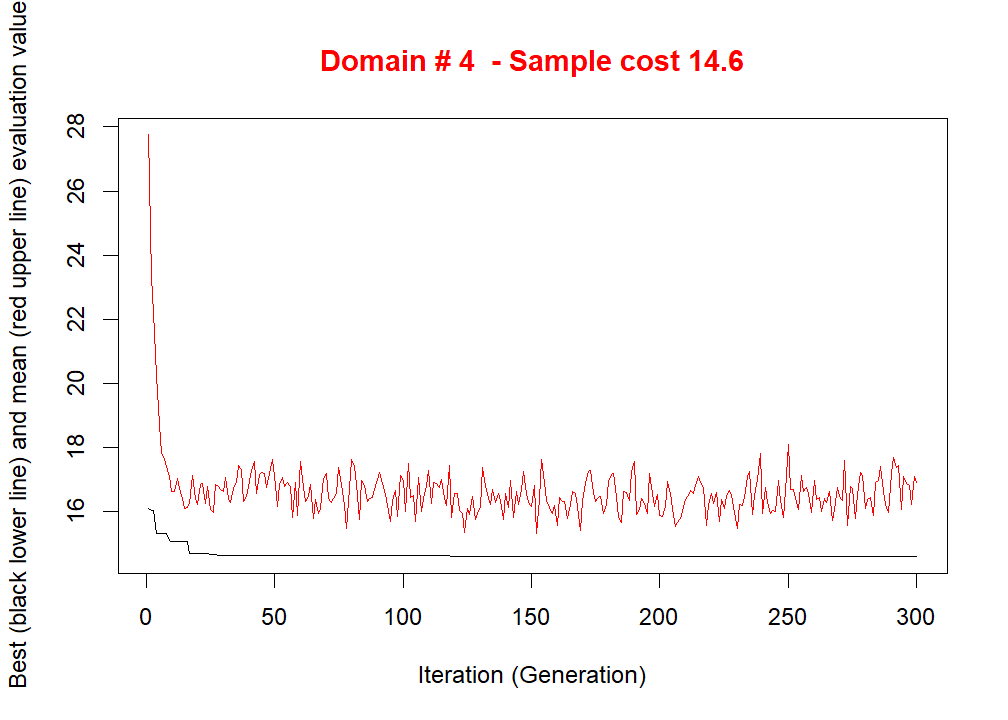 Domain # 4  - Sample cost 14.6
Best (black lower line) and mean (red upper line) evaluation value
28
26
24
22
20
18
16
0 50 100 150 200 250 300
Iteration (Generation)